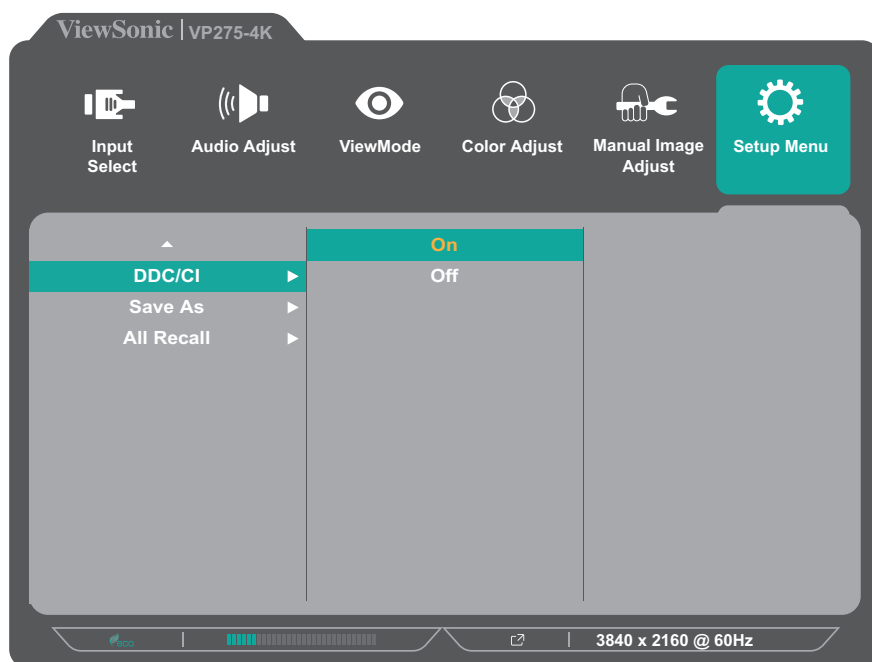 ViewSonic | VP275-4K
Input Select
Audio Adjust
ViewMode
Color Adjust
Manual Image Adjust
Setup Menu
On
DDC/CI
Off
Save As
All Recall
eco
3840 x 2160 @ 60Hz